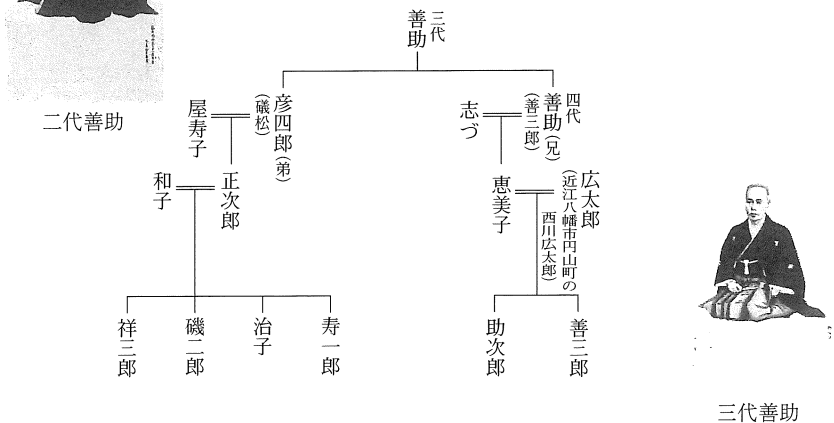 三代
善助
四代
善助(兄)
(善三郎)
志づ
彦四郎(弟)
(礒松)
屋寿子
広太郎
(近江八幡市円山町の
西川広太郎)
恵美子
正次郎
和子
善三郎
助次郎
寿一郎
治子
磯二郎
祥三郎
二代善助
三代善助